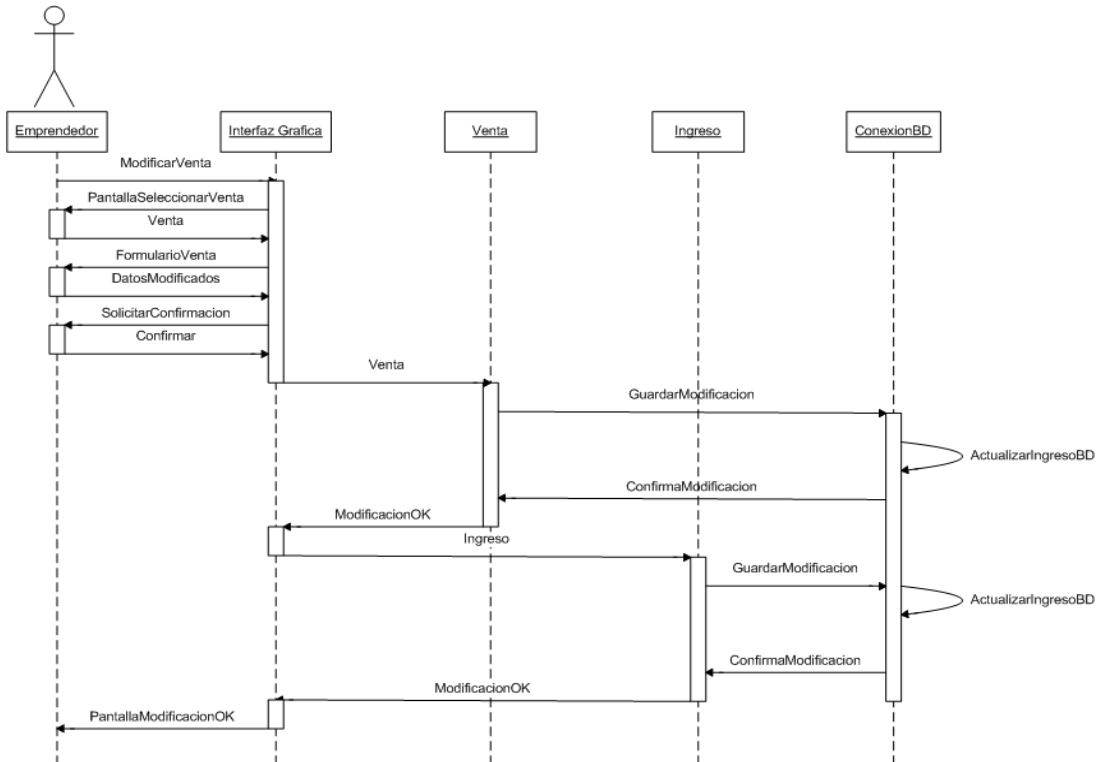 Emprendedor
Interfaz Grafica
Venta
Ingreso
ConexionBD
ModificarVenta
PantallaSeleccionarVenta
Venta
FormularioVenta
DatosModificados
SolicitarConfirmacion
Confirmar
Venta
GuardarModificacion
ActualizarIngresoBD
ConfirmaModificacion
ModificacionOK
Ingreso
GuardarModificacion
ActualizarIngresoBD
ConfirmaModificacion
ModificacionOK
PantallaModificacionOK